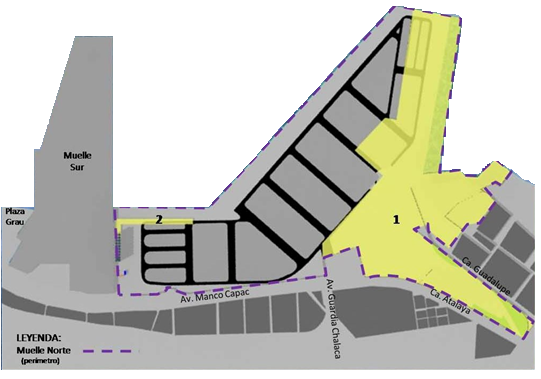 Muelle
Sur
Plaza
Grau
2
1
Ca. Guadalupe
Av. Manco Capac
Av. Guardia Chalaca
Ca. Atalaya
LEYENDA:
Muelle Norte
(perímetro)